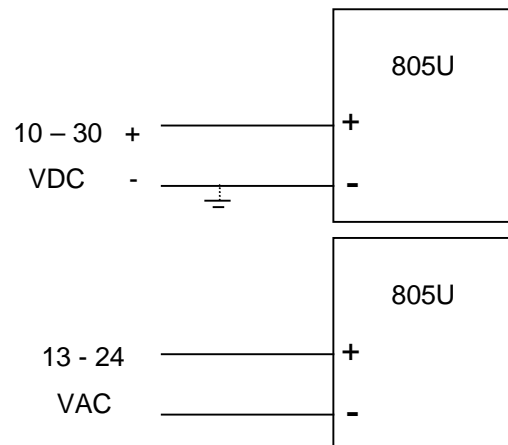 805U
10 – 30 + +
VDC - -
805U
13 - 24 +
VAC -